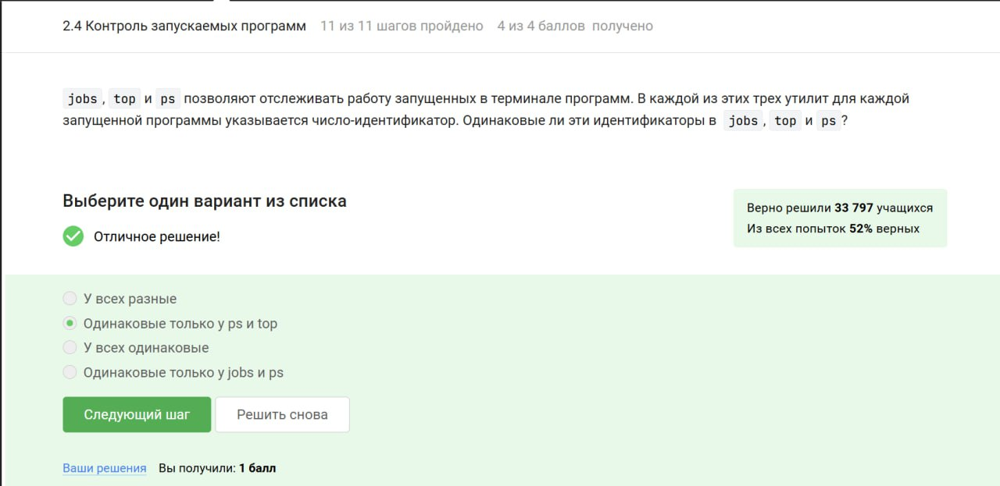 2.4 Контроль запускаемых программ 11 из 11 шагов пройдено 4 из 4 баллов получено
jobs, top и ps позволяют отслеживать работу запущенных в терминале программ. В каждой из этих трех утилит для каждой
запущенной программы указывается число-идентификатор. Одинаковые ли эти идентификаторы в jobs, top и ps?
Выберите один вариант из списка
Верно решили 33 797 учащихся
Из всех попыток 52% верных
Отличное решение!
У всех разные
Одинаковые только у ps и top
У всех одинаковые
Одинаковые только у jobs и ps
Следующий шаг Решить снова
Ваши решения Вы получили: 1 балл